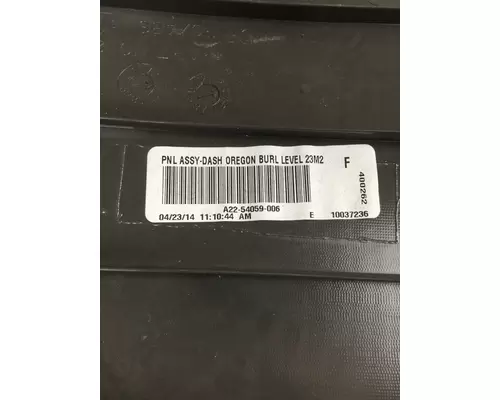 PNL ASSY-DASH OREGON BURL LEVEL 23M2 F
400262
A22-54059-006
04/23/14 11:10:44 AM E 10037236